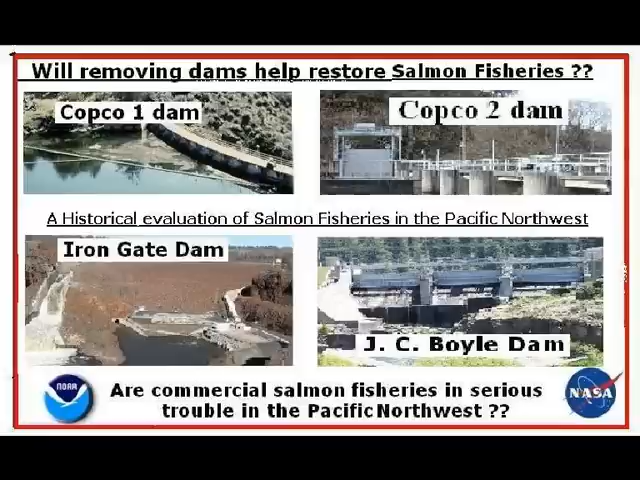 Will removing dams help restore Salmon Fisheries ??
Copco 1 dam
Copco 2 dam
A Historical evaluation of Salmon Fisheries in the Pacific Northwest
Iron Gate Dam
J. C. Boyle Dam
NOAA
Are commercial salmon fisheries in serious
trouble in the Pacific Northwest ??
NASA